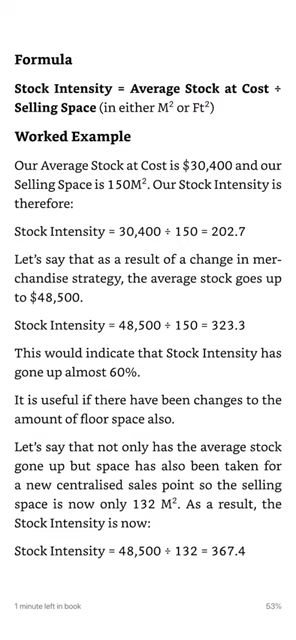 Formula
Stock Intensity = Average Stock at Cost ÷
Selling Space (in either M² or Ft²)
Worked Example
Our Average Stock at Cost is $30,400 and our
Selling Space is 150M². Our Stock Intensity is
therefore:
Stock Intensity = 30,400 ÷ 150 = 202.7
Let's say that as a result of a change in mer-
chandise strategy, the average stock goes up
to $48,500.
Stock Intensity = 48,500 ÷ 150 = 323.3
This would indicate that Stock Intensity has
gone up almost 60%.
It is useful if there have been changes to the
amount of floor space also.
Let's say that not only has the average stock
gone up but space has also been taken for
a new centralised sales point so the selling
space is now only 132 M². As a result, the
Stock Intensity is now:
Stock Intensity = 48,500 ÷ 132 = 367.4
1 minute left in book 53%